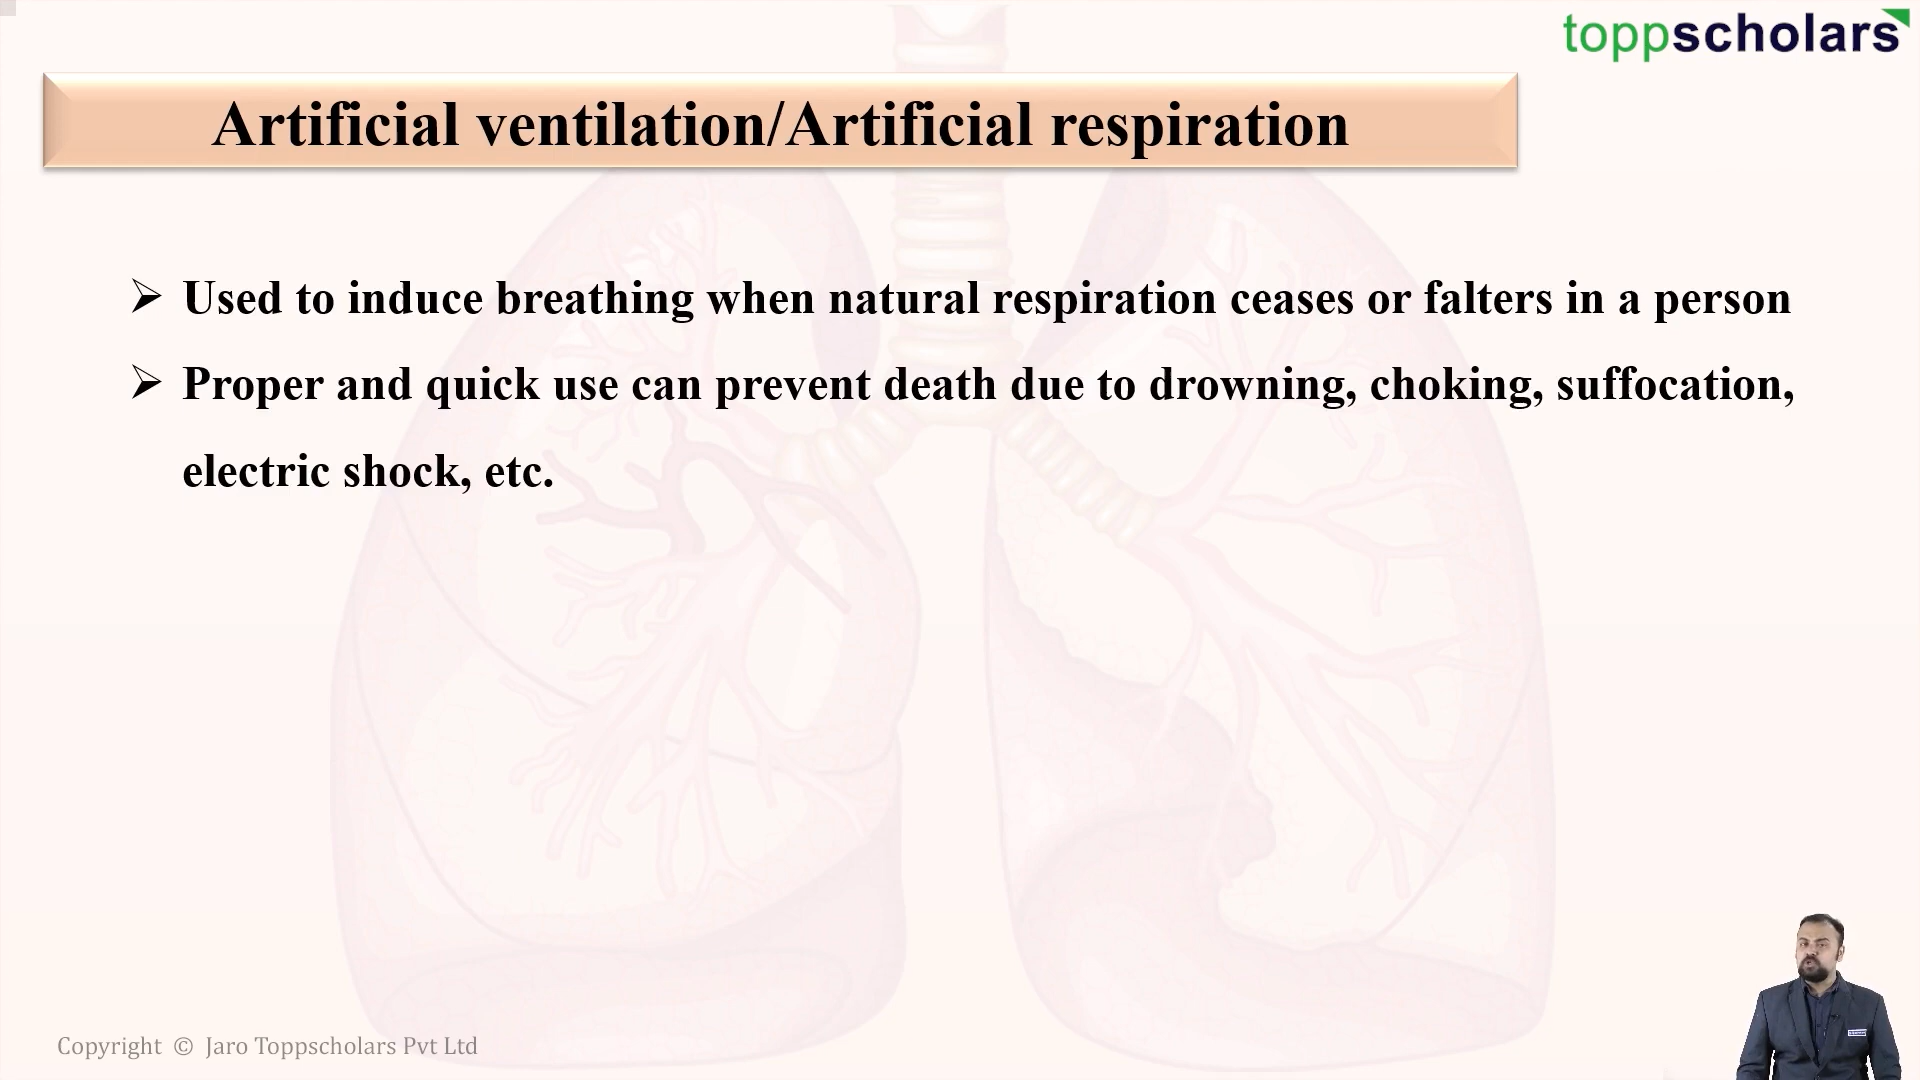 toppscholars
Artificial ventilation/Artificial respiration
➢ Used to induce breathing when natural respiration ceases or falters in a person
➢ Proper and quick use can prevent death due to drowning, choking, suffocation,
electric shock, etc.
Copyright © Jaro Toppscholars Pvt Ltd